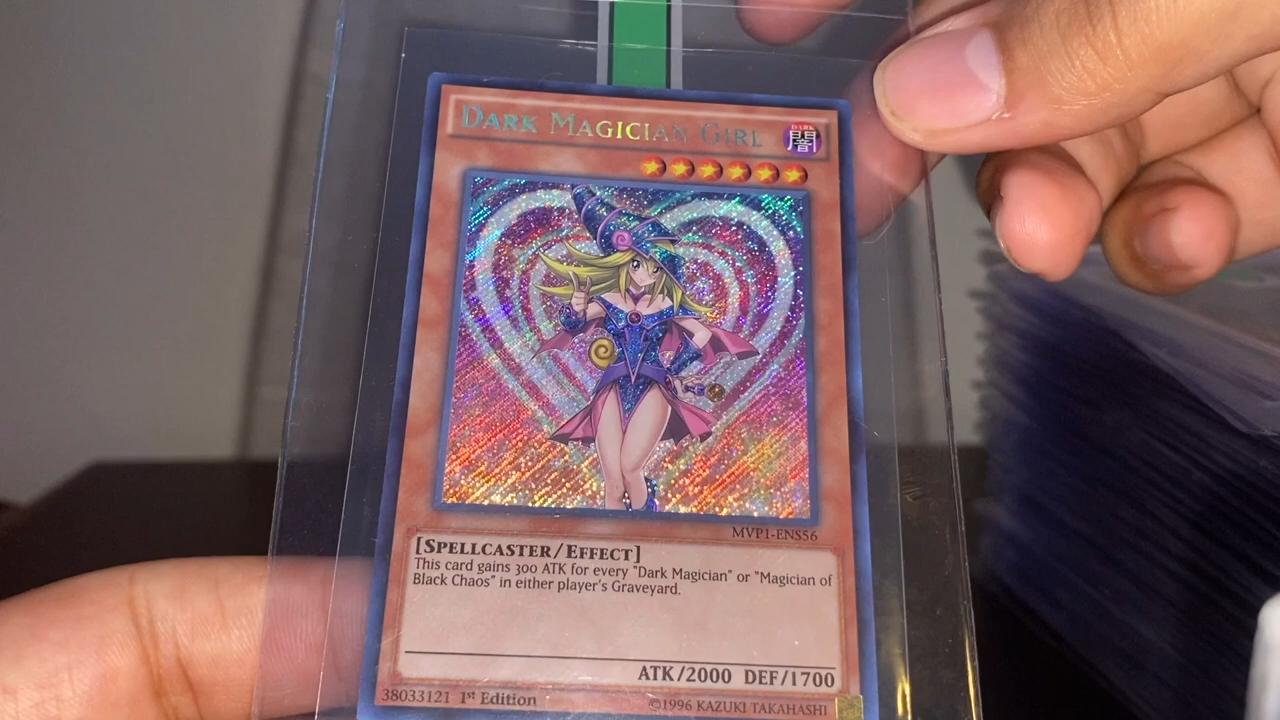 Dark Magician Girl
DARK
闇
MVP1-ENS56
[Spellcaster/Effect]
This card gains 300 ATK for every "Dark Magician" or "Magician of
Black Chaos" in either player's Graveyard.
ATK/2000 DEF/1700
38033121 1st Edition ©1996 KAZUKI TAKAHASHI